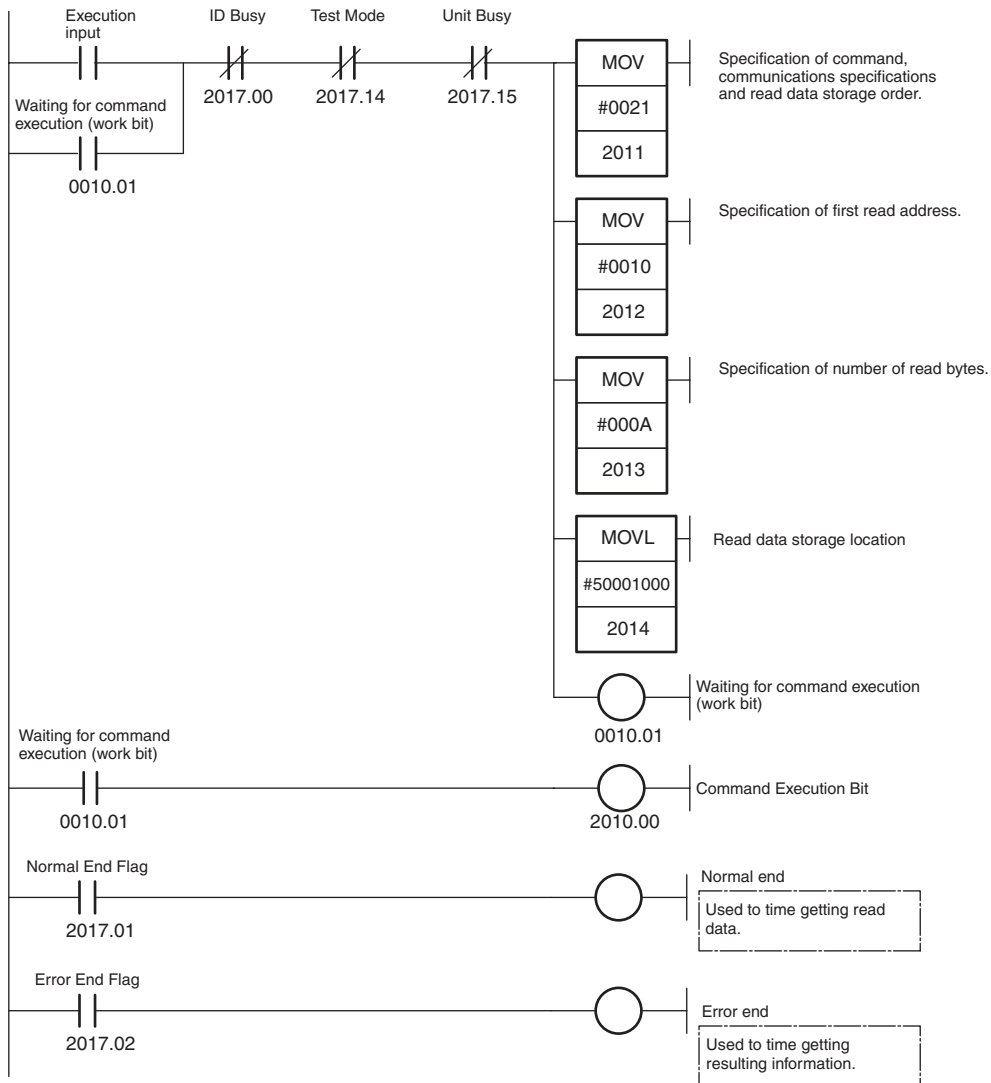 Execution
input
ID Busy
Test Mode
Unit Busy
2017.00
2017.14
2017.15
Waiting for command
execution (work bit)
0010.01
MOV
#0021
2011
Specification of command,
communications specifications
and read data storage order.
MOV
#0010
2012
Specification of first read address.
MOV
#000A
2013
Specification of number of read bytes.
MOVL
#50001000
2014
Read data storage location
Waiting for command execution
(work bit)
0010.01
Waiting for command
execution (work bit)
0010.01
2010.00
Command Execution Bit
Normal End Flag
2017.01
Normal end
Used to time getting read
data.
Error End Flag
2017.02
Error end
Used to time getting
resulting information.